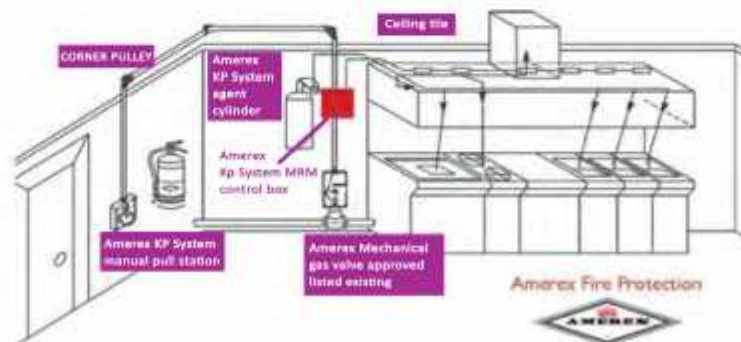 Ceiling tile
CORNER PULLEY
Amerex
KP System
agent
cylinder
Amerex
Kp System MRM
control box
Amerex KP System
manual pull station
Amerex Mechanical
gas valve approved
listed existing
Amerex Fire Protection
AMEREX